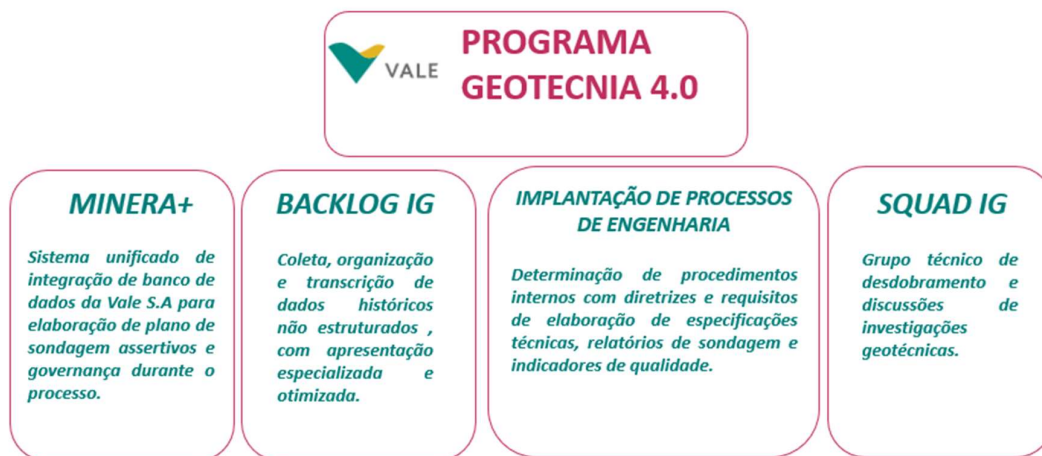 VALE
PROGRAMA
GEOTECNIA 4.0
MINERA+
Sistema unificado de
integração de banco de
dados da Vale S.A para
elaboração de plano de
sondagem assertivos e
governança durante o
processo.
BACKLOG IG
Coleta, organização
e transcrição de
dados históricos
não estruturados ,
com apresentação
especializada e
otimizada.
IMPLANTAÇÃO DE PROCESSOS
DE ENGENHARIA
Determinação de procedimentos
internos com diretrizes e requisitos
de elaboração de especificações
técnicas, relatórios de sondagem e
indicadores de qualidade.
SQUAD IG
Grupo técnico de
desdobramento e
discussões de
investigações
geotécnicas.